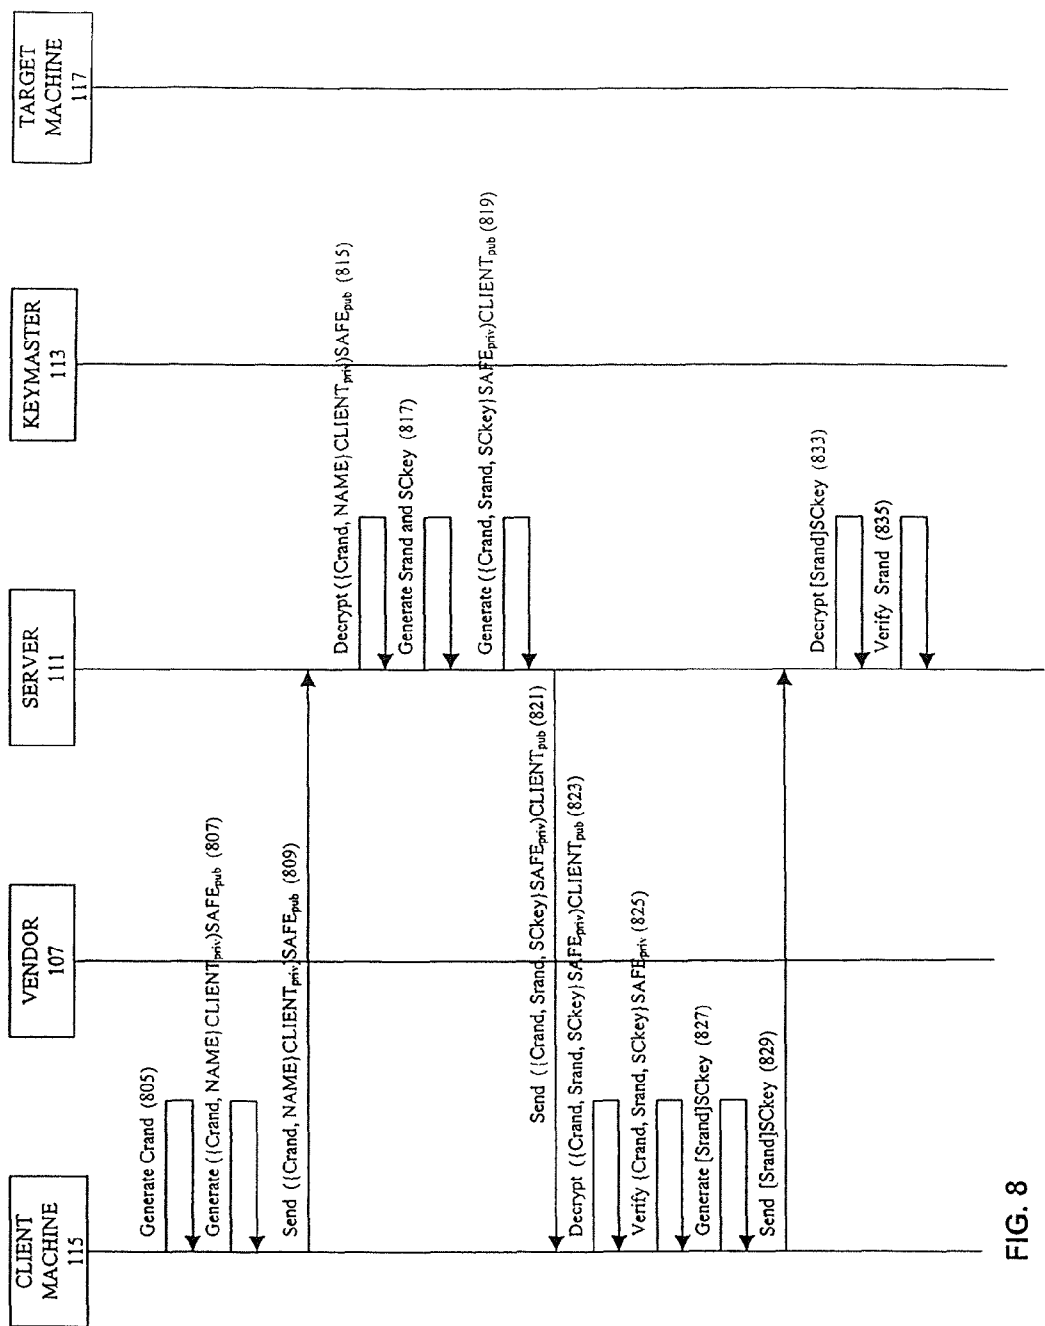 CLIENT
MACHINE
115
VENDOR
107
SERVER
111
KEYMASTER
113
TARGET
MACHINE
117
Generate Crand (805)
Generate ({Crand, NAME}CLIENTpriv)SAFEpub (807)
Send ({Crand, NAME}CLIENTpriv)SAFEpub (809)
Decrypt ({Crand, NAME}CLIENTpriv)SAFEpub (815)
Generate Srand and SCkey (817)
Generate ({Crand, Srand, SCkey}SAFEpriv)CLIENTpub (819)
Send ({Crand, Srand, SCkey}SAFEpriv)CLIENTpub (821)
Decrypt ({Crand, Srand, SCkey}SAFEpriv)CLIENTpub (823)
Verify {Crand, Srand, SCkey}SAFEpriv (825)
Generate [Srand]SCkey (827)
Send [Srand]SCkey (829)
Decrypt [Srand]SCkey (833)
Verify Srand (835)
FIG. 8